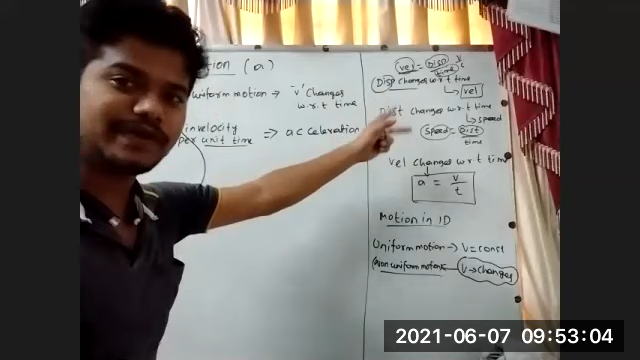 tion (a)
uniform motion → 'v' changes
w.r.t time
in velocity
per unit time ⇒ acceleration
vel = Disp
time
Disp changes w r t time
↳ vel
Dist changes w.r.t time
↳ speed
speed = Dist
time
vel changes w r t time
a = v
t
Motion in 1D
Uniform motion → V = const
(Non uniform motion V → changes
2021-06-07 09:53:04